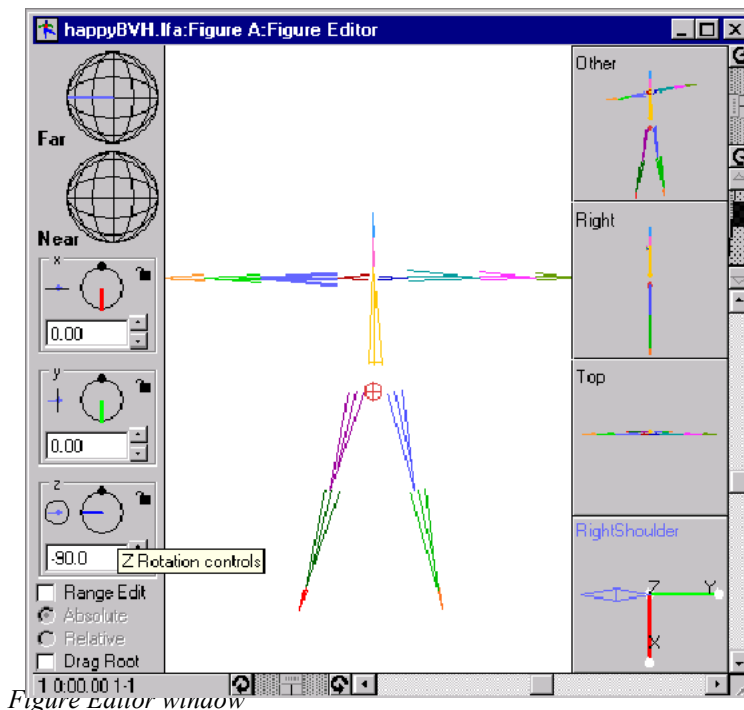 happyBVH.lfa:Figure A:Figure Editor
Far
Near
x
0.00
y
0.00
z
-90.0
Z Rotation controls
Range Edit
Absolute
Relative
Drag Root
1 0:00.00 1-1
Other
Right
Top
RightShoulder
Z
Y
X
Figure Editor window